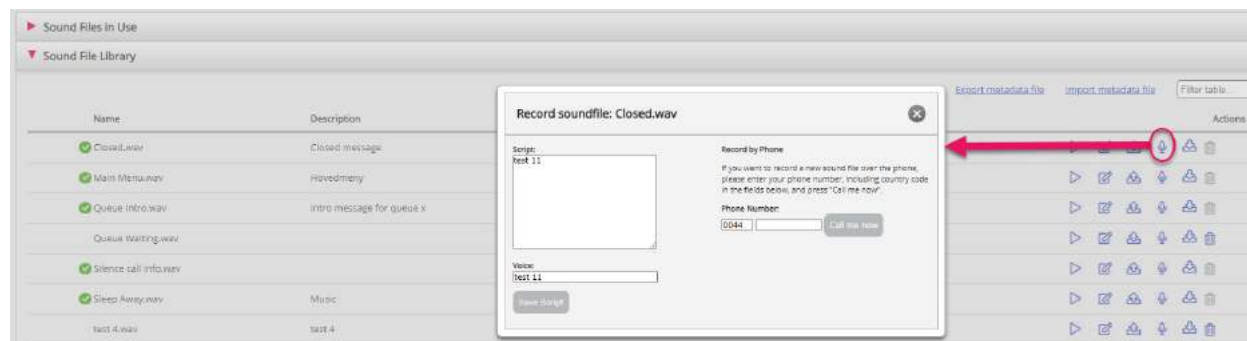 Sound Files in Use
Sound File Library
Export metadata file Import metadata file Filter table...
Name Description Actions
Closed.wav Closed message
Main Menu.wav Hovedmeny
Queue Intro.wav Intro message for queue x
Queue Waiting.wav
Silence call info.wav
Sleep Away.wav Music
test 4.wav test 4
Record soundfile: Closed.wav
Script:
test 11
Voice:
test 11
Save Script
Record by Phone
If you want to record a new sound file over the phone,
please enter your phone number, including country code
in the fields below, and press "Call me now".
Phone Number:
0044 Call me now